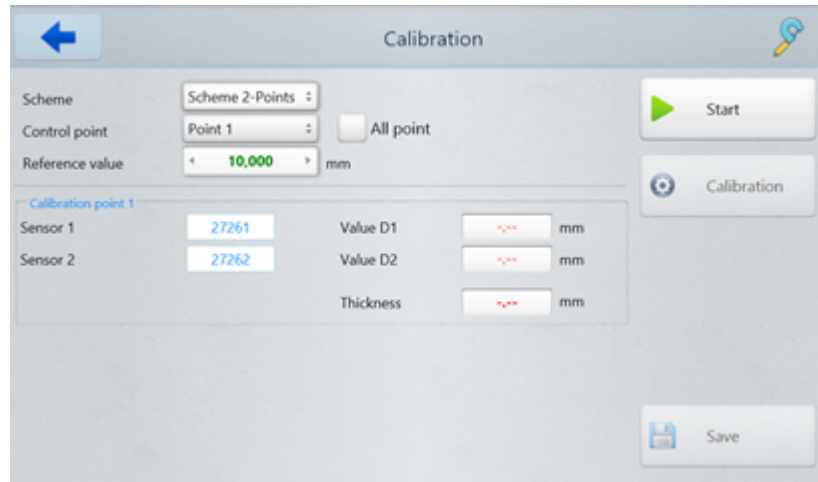 Calibration
Scheme Scheme 2-Points
Control point Point 1 All point
Reference value 10,000 mm
Start
Calibration
Calibration point 1
Sensor 1 27261 Value D1 -,-- mm
Sensor 2 27262 Value D2 -,-- mm
Thickness -,-- mm
Save